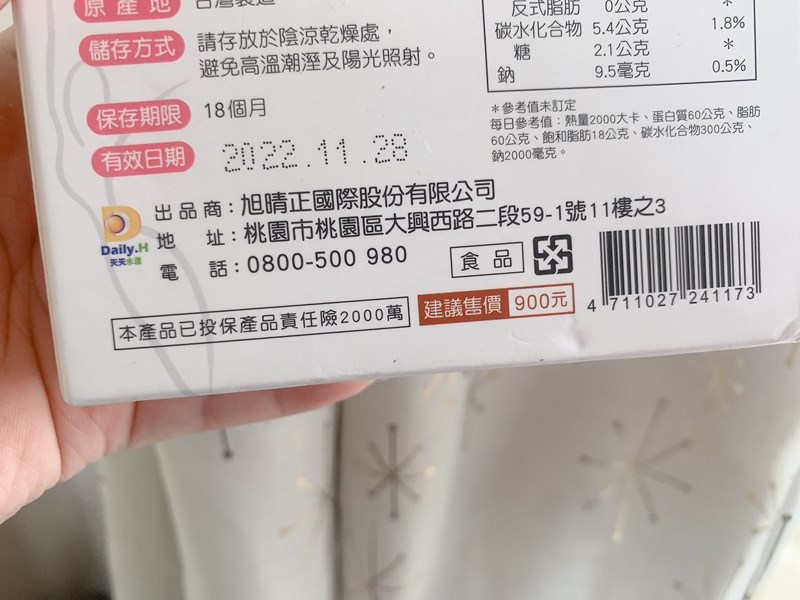 原產地 台灣製造
儲存方式 請存放於陰涼乾燥處，
避免高溫潮溼及陽光照射。
保存期限 18個月
有效日期 2022.11.28
反式脂肪 0公克 *
碳水化合物 5.4公克 1.8%
糖 2.1公克 *
鈉 9.5毫克 0.5%
*參考值未訂定
每日參考值：熱量2000大卡、蛋白質60公克、脂肪
60公克、飽和脂肪18公克、碳水化合物300公克、
鈉2000毫克。
Daily.H
天天水漾
出品商：旭晴正國際股份有限公司
地址：桃園市桃園區大興西路二段59-1號11樓之3
電話：0800-500 980
食品
本產品已投保產品責任險2000萬
建議售價 900元
4 711027 241173